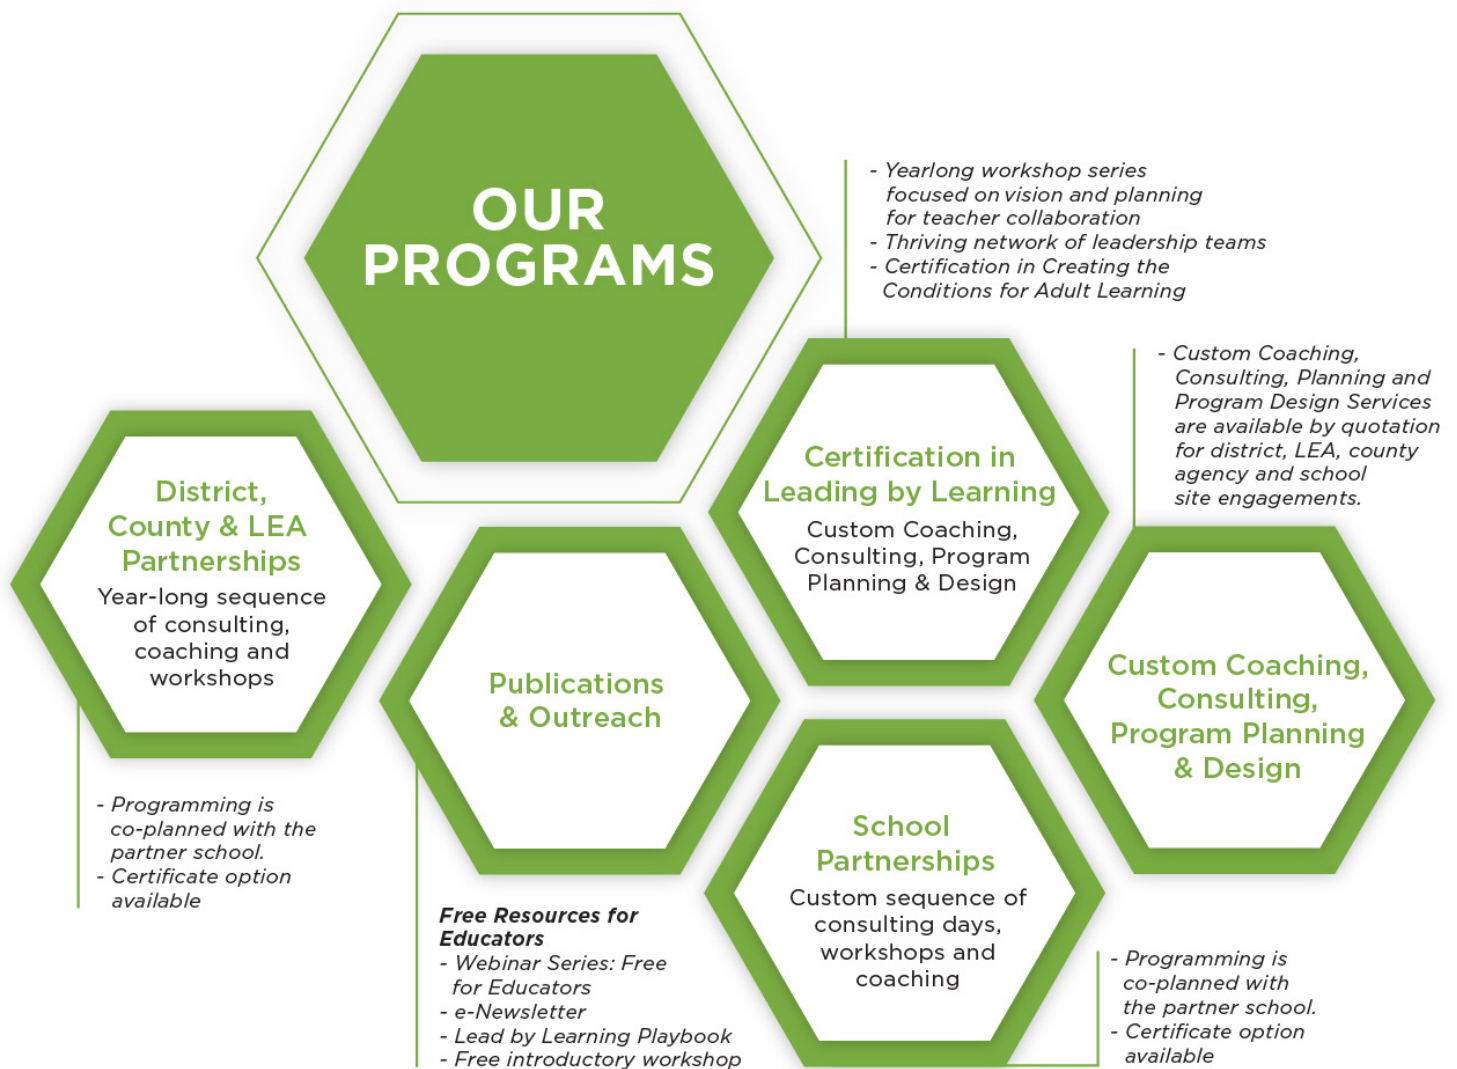 OUR
PROGRAMS
- Yearlong workshop series
focused on vision and planning
for teacher collaboration
- Thriving network of leadership teams
- Certification in Creating the
Conditions for Adult Learning
- Custom Coaching,
Consulting, Planning and
Program Design Services
are available by quotation
for district, LEA, county
agency and school
site engagements.
District,
County & LEA
Partnerships
Year-long sequence
of consulting,
coaching and
workshops
- Programming is
co-planned with the
partner school.
- Certificate option
available
Publications
& Outreach
Free Resources for
Educators
- Webinar Series: Free
for Educators
- e-Newsletter
- Lead by Learning Playbook
- Free introductory workshop
Certification in
Leading by Learning
Custom Coaching,
Consulting, Program
Planning & Design
School
Partnerships
Custom sequence of
consulting days,
workshops and
coaching
- Programming is
co-planned with
the partner school.
- Certificate option
available
Custom Coaching,
Consulting,
Program Planning
& Design